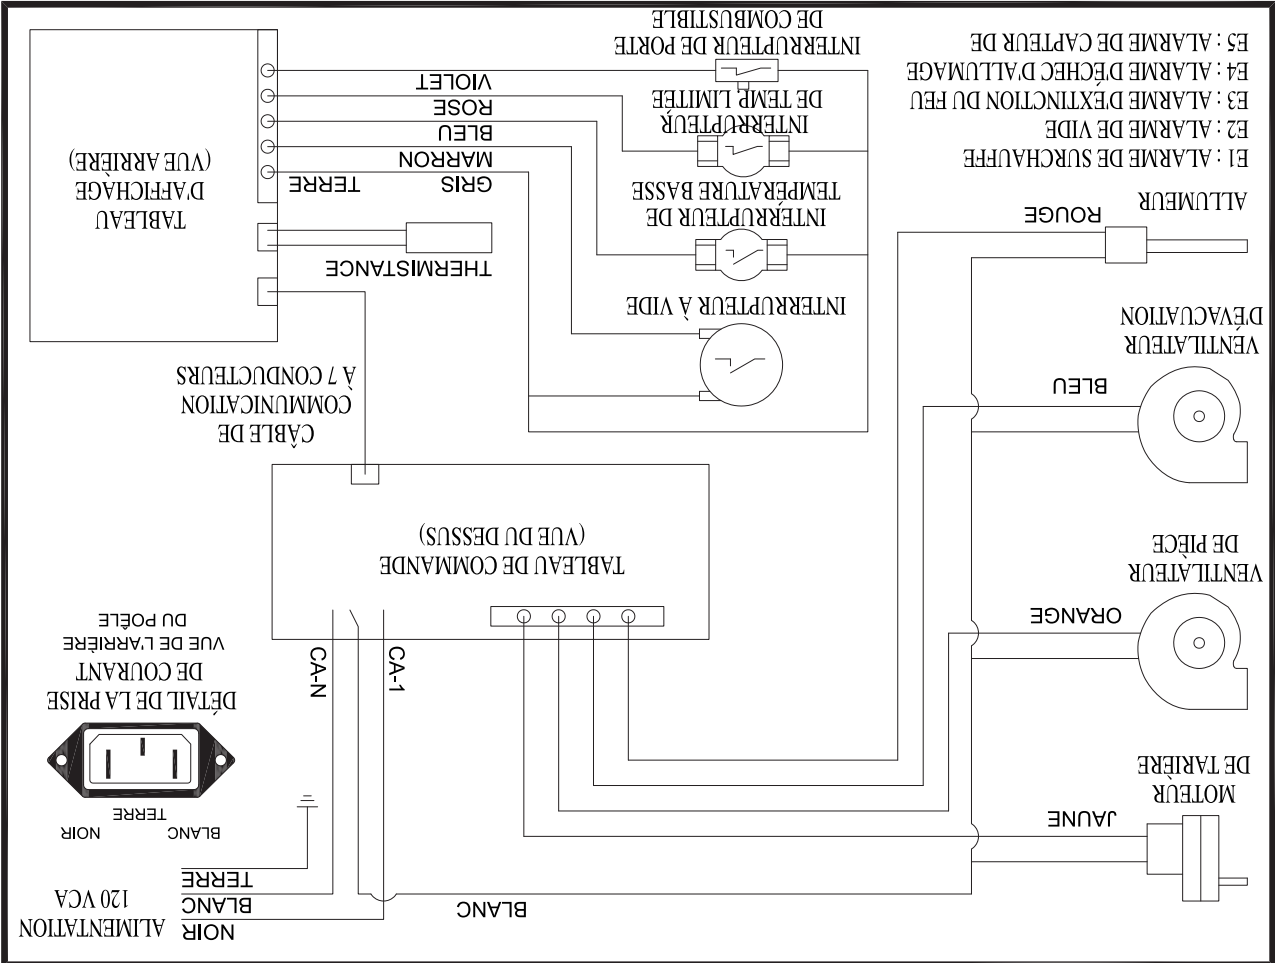 ALIMENTATION
120 VCA
NOIR
BLANC
TERRE
BLANC
MOTEUR
DE TARIÈRE
JAUNE
BLANC
NOIR
TERRE
DÉTAIL DE LA PRISE
DE COURANT
VUE DE L'ARRIÈRE
DU POÊLE
CA-1
CA-N
VENTILATEUR
DE PIÈCE
ORANGE
TABLEAU DE COMMANDE
(VUE DU DESSUS)
VENTILATEUR
D'ÉVACUATION
BLEU
CÂBLE DE
COMMUNICATION
À 7 CONDUCTEURS
INTERRUPTEUR À VIDE
THERMISTANCE
ALLUMEUR
ROUGE
INTERRUPTEUR DE
TEMPÉRATURE BASSE
TABLEAU
D'AFFICHAGE
(VUE ARRIÈRE)
GRIS
TERRE
MARRON
BLEU
ROSE
VIOLET
INTERRUPTEUR
DE TEMP LIMITÉE
INTERRUPTEUR DE PORTE
DE COMBUSTIBLE
E1 : ALARME DE SURCHAUFFE
E2 : ALARME DE VIDE
E3 : ALARME D'EXTINCTION DU FEU
E4 : ALARME D'ÉCHEC D'ALLUMAGE
E5 : ALARME DE CAPTEUR DE